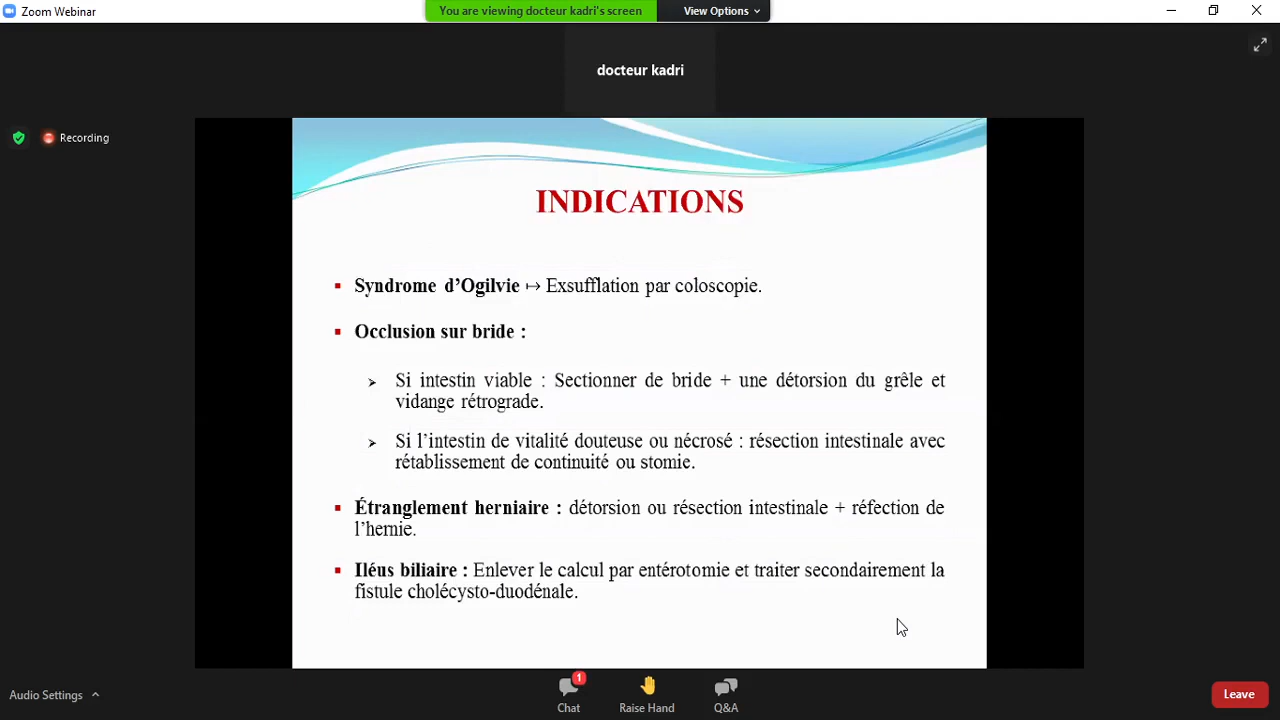 Zoom Webinar
You are viewing docteur kadri's screen
View Options
docteur kadri
Recording
INDICATIONS
▪ Syndrome d’Ogilvie ↦ Exsufflation par coloscopie.
▪ Occlusion sur bride :
➢ Si intestin viable : Sectionner de bride + une détorsion du grêle et
vidange rétrograde.
➢ Si l’intestin de vitalité douteuse ou nécrosé : résection intestinale avec
rétablissement de continuité ou stomie.
▪ Étranglement herniaire : détorsion ou résection intestinale + réfection de
l’hernie.
▪ Iléus biliaire : Enlever le calcul par entérotomie et traiter secondairement la
fistule cholécysto-duodénale.
Audio Settings
1
Chat
Raise Hand
Q&A
Leave